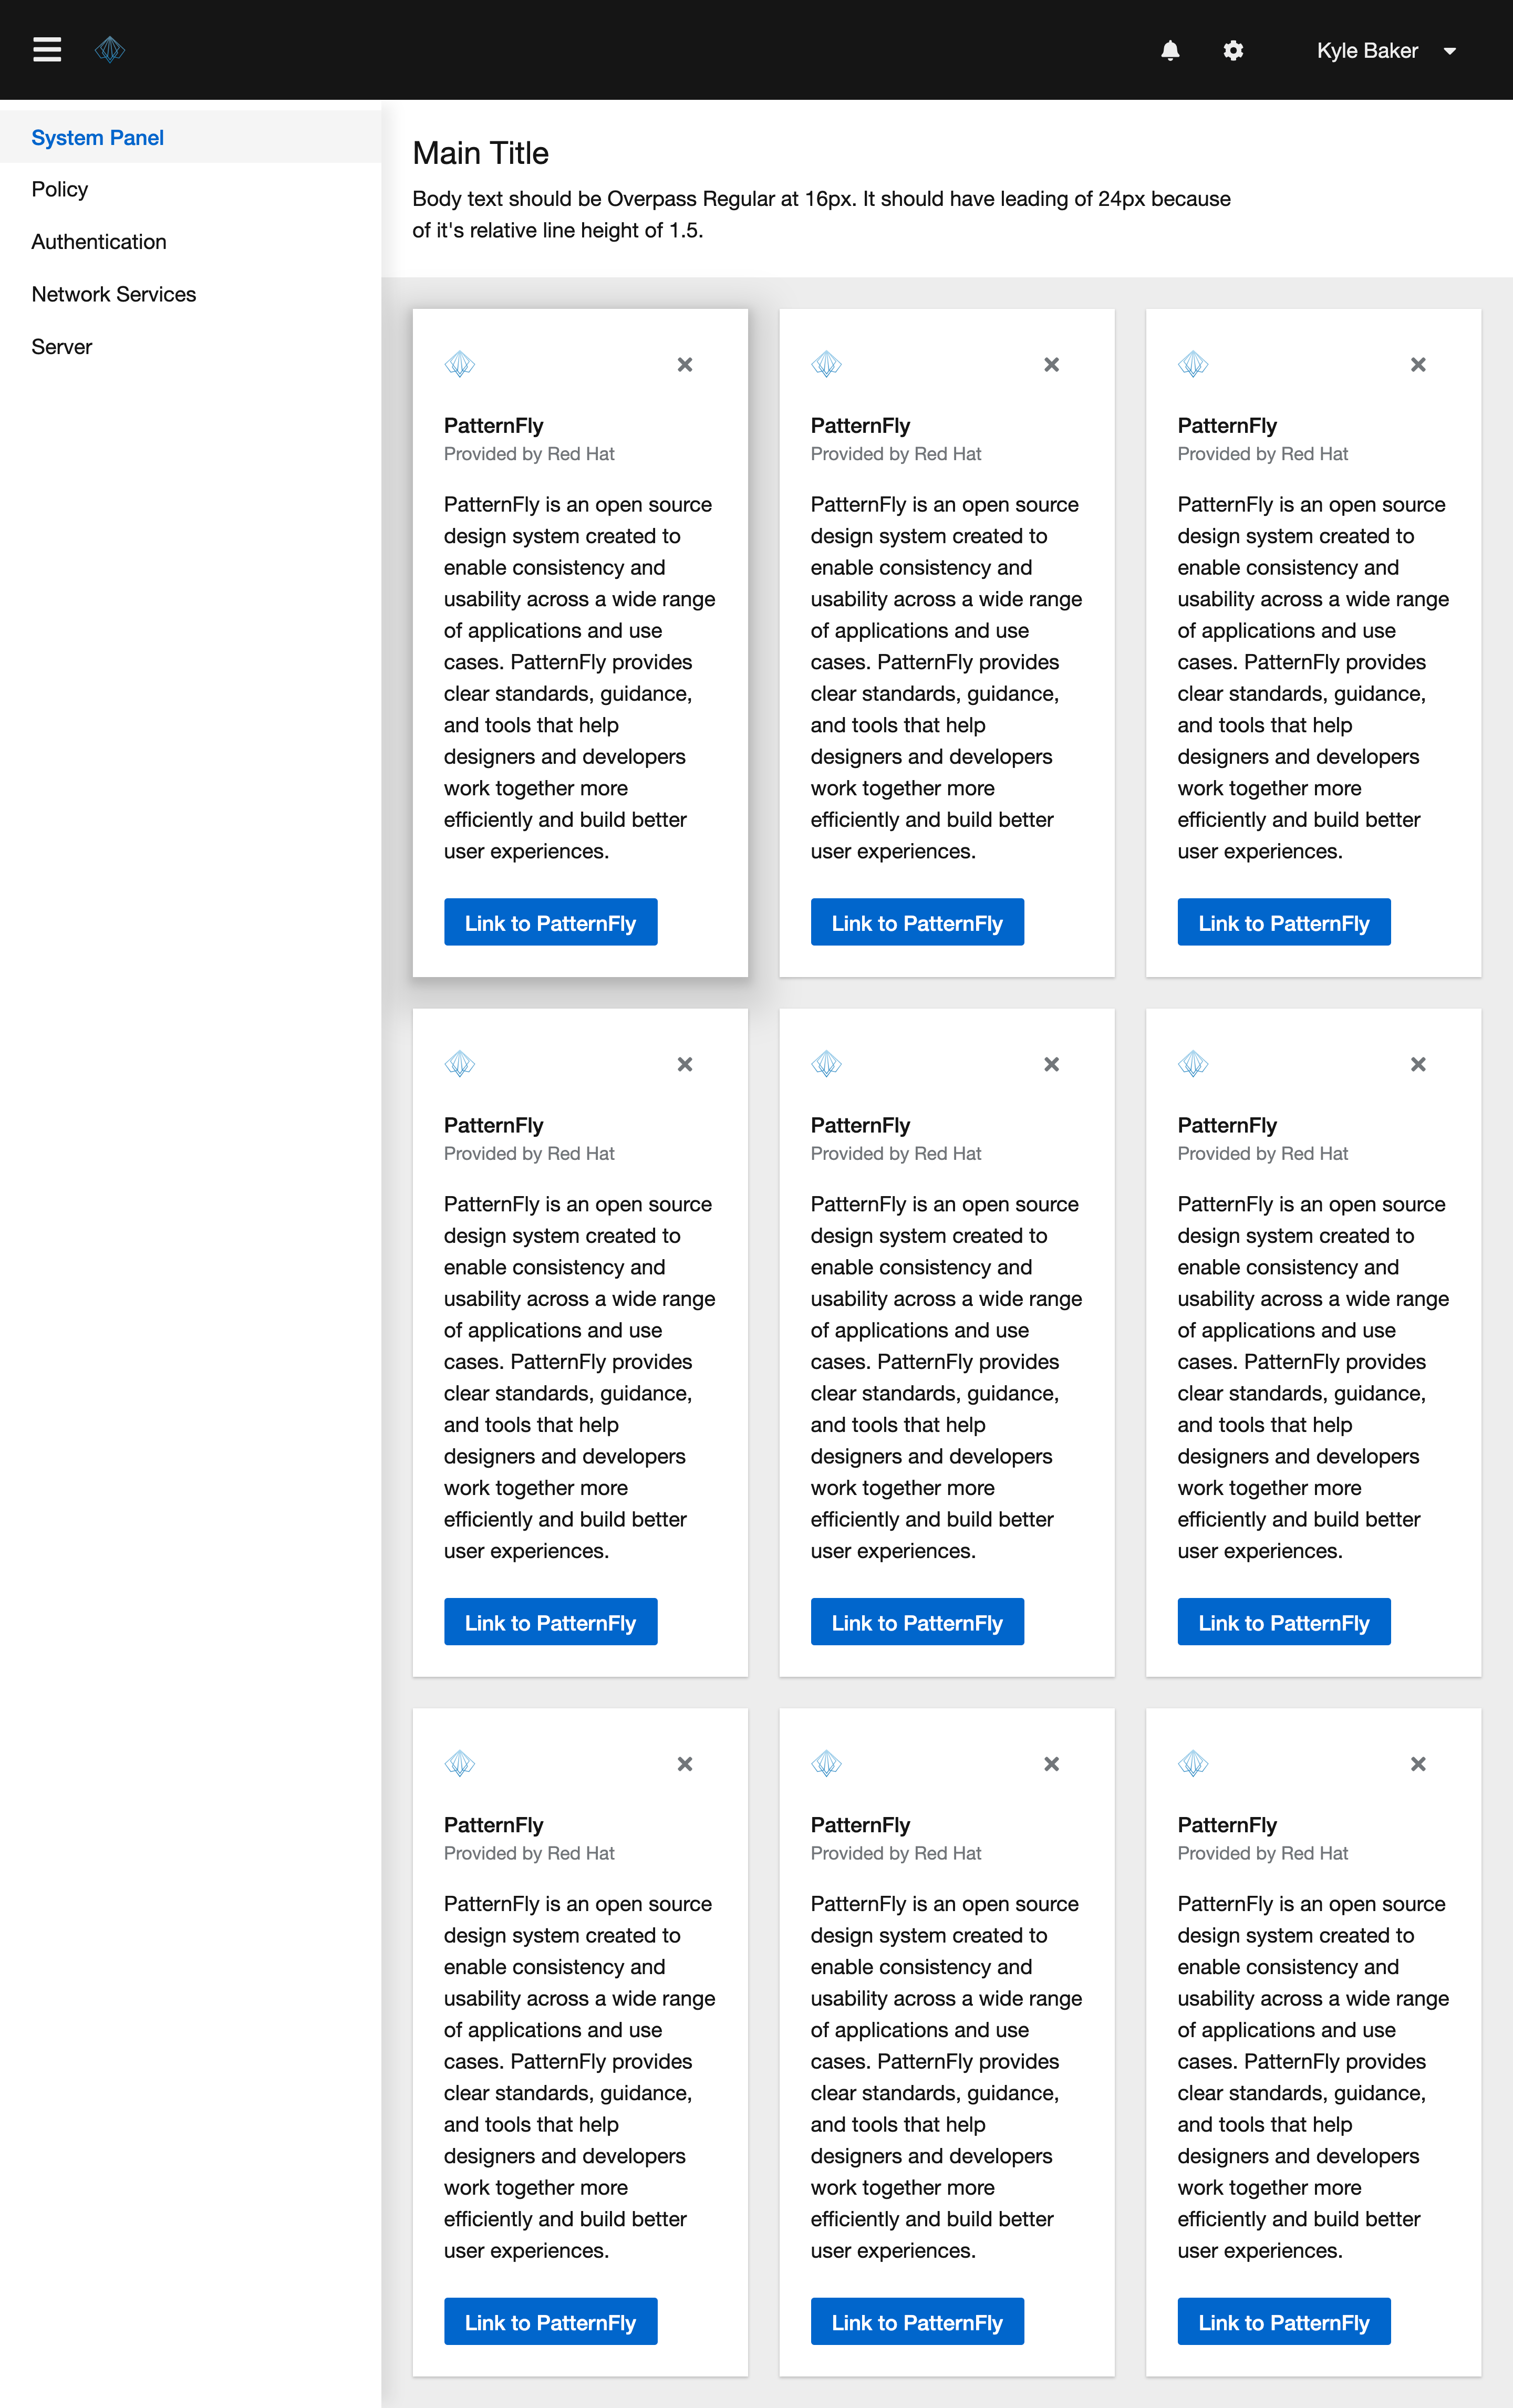 Kyle Baker
System Panel
Policy
Authentication
Network Services
Server
Main Title
Body text should be Overpass Regular at 16px. It should have leading of 24px because
of it's relative line height of 1.5.
PatternFly
Provided by Red Hat
PatternFly is an open source
design system created to
enable consistency and
usability across a wide range
of applications and use
cases. PatternFly provides
clear standards, guidance,
and tools that help
designers and developers
work together more
efficiently and build better
user experiences.
Link to PatternFly
PatternFly
Provided by Red Hat
PatternFly is an open source
design system created to
enable consistency and
usability across a wide range
of applications and use
cases. PatternFly provides
clear standards, guidance,
and tools that help
designers and developers
work together more
efficiently and build better
user experiences.
Link to PatternFly
PatternFly
Provided by Red Hat
PatternFly is an open source
design system created to
enable consistency and
usability across a wide range
of applications and use
cases. PatternFly provides
clear standards, guidance,
and tools that help
designers and developers
work together more
efficiently and build better
user experiences.
Link to PatternFly
PatternFly
Provided by Red Hat
PatternFly is an open source
design system created to
enable consistency and
usability across a wide range
of applications and use
cases. PatternFly provides
clear standards, guidance,
and tools that help
designers and developers
work together more
efficiently and build better
user experiences.
Link to PatternFly
PatternFly
Provided by Red Hat
PatternFly is an open source
design system created to
enable consistency and
usability across a wide range
of applications and use
cases. PatternFly provides
clear standards, guidance,
and tools that help
designers and developers
work together more
efficiently and build better
user experiences.
Link to PatternFly
PatternFly
Provided by Red Hat
PatternFly is an open source
design system created to
enable consistency and
usability across a wide range
of applications and use
cases. PatternFly provides
clear standards, guidance,
and tools that help
designers and developers
work together more
efficiently and build better
user experiences.
Link to PatternFly
PatternFly
Provided by Red Hat
PatternFly is an open source
design system created to
enable consistency and
usability across a wide range
of applications and use
cases. PatternFly provides
clear standards, guidance,
and tools that help
designers and developers
work together more
efficiently and build better
user experiences.
Link to PatternFly
PatternFly
Provided by Red Hat
PatternFly is an open source
design system created to
enable consistency and
usability across a wide range
of applications and use
cases. PatternFly provides
clear standards, guidance,
and tools that help
designers and developers
work together more
efficiently and build better
user experiences.
Link to PatternFly
PatternFly
Provided by Red Hat
PatternFly is an open source
design system created to
enable consistency and
usability across a wide range
of applications and use
cases. PatternFly provides
clear standards, guidance,
and tools that help
designers and developers
work together more
efficiently and build better
user experiences.
Link to PatternFly